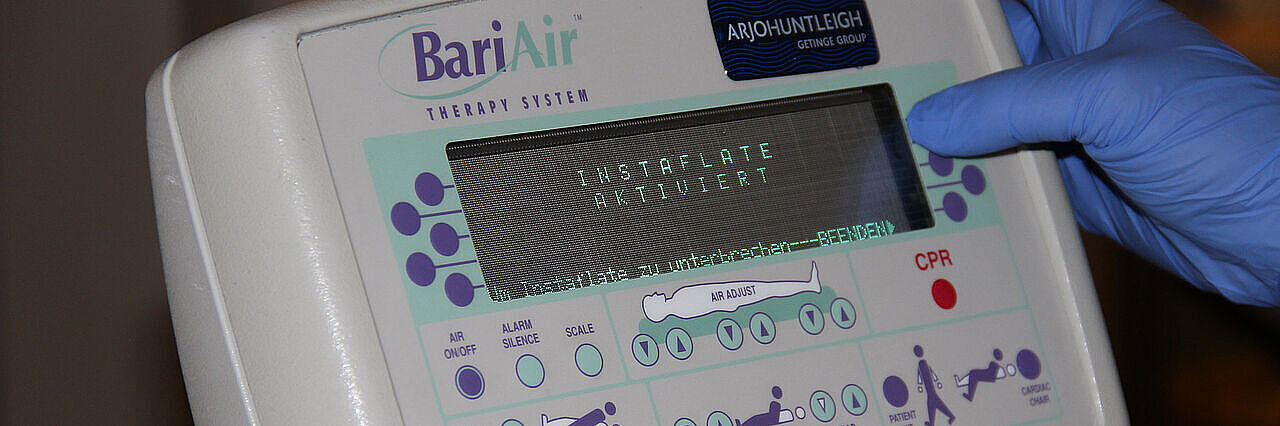 BariAir™
THERAPY SYSTEM
ARJOHUNTLEIGH
GETINGE GROUP
INSTAFLATE
AKTIVIERT
Instaflate zu unterbrechen---BEENDEN
AIR
ON/OFF
ALARM
SILENCE
SCALE
AIR ADJUST
CPR
PATIENT
CARDIAC
CHAIR